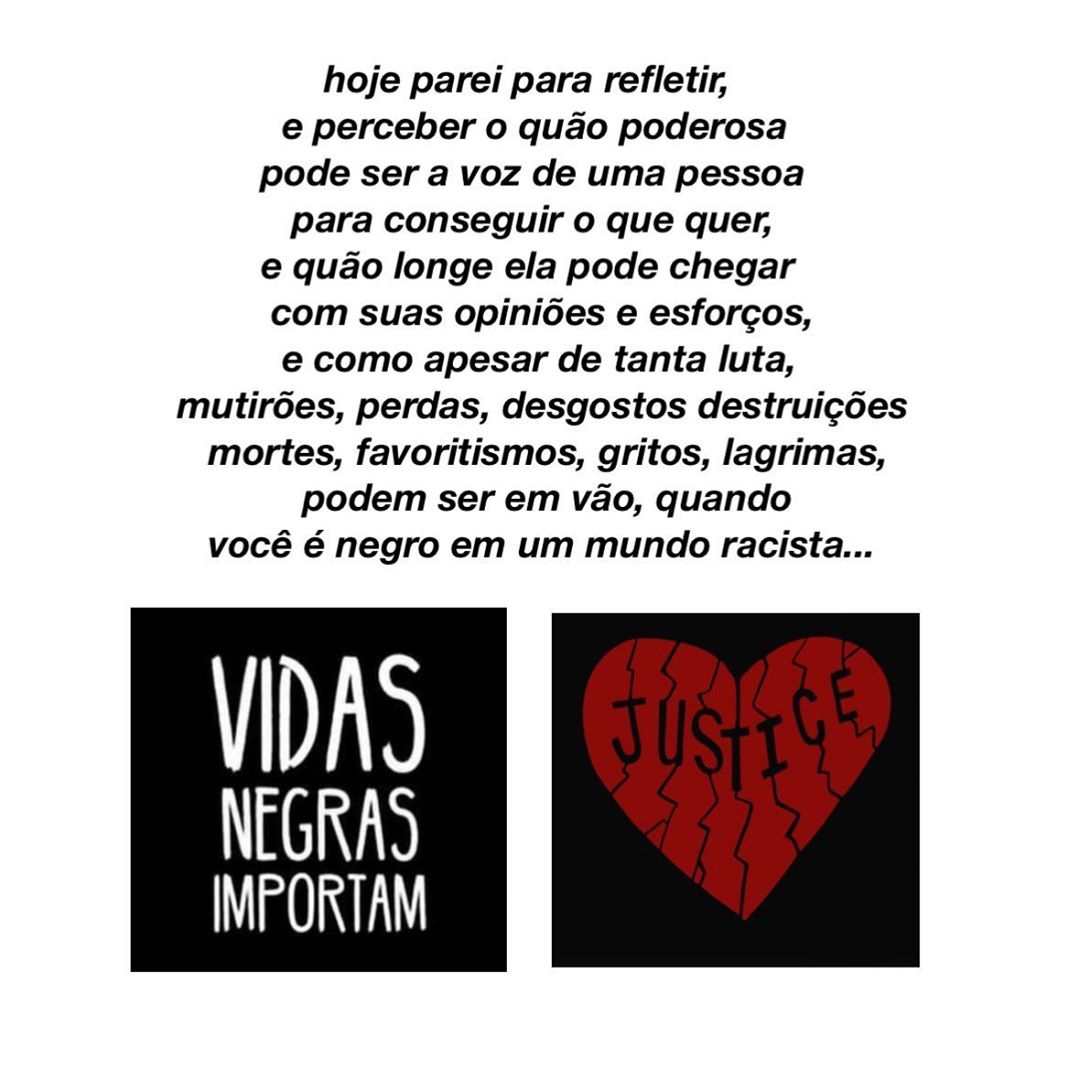 hoje parei para refletir,
e perceber o quão poderosa
pode ser a voz de uma pessoa
para conseguir o que quer,
e quão longe ela pode chegar
com suas opiniões e esforços,
e como apesar de tanta luta,
mutirões, perdas, desgostos destruições
mortes, favoritismos, gritos, lagrimas,
podem ser em vão, quando
você é negro em um mundo racista...
VIDAS
NEGRAS
IMPORTAM
JUSTICE